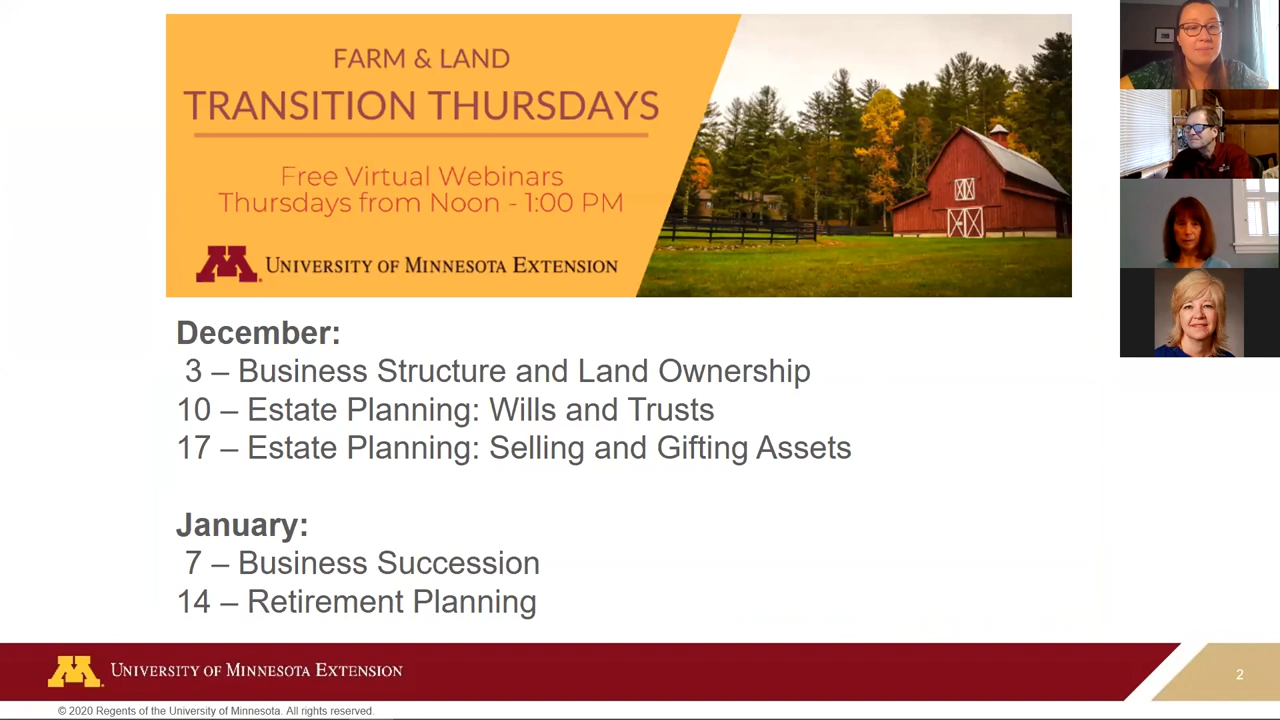 FARM & LAND
TRANSITION THURSDAYS
Free Virtual Webinars
Thursdays from Noon - 1:00 PM
M UNIVERSITY OF MINNESOTA EXTENSION
December:
3 – Business Structure and Land Ownership
10 – Estate Planning: Wills and Trusts
17 – Estate Planning: Selling and Gifting Assets
January:
7 – Business Succession
14 – Retirement Planning
M UNIVERSITY OF MINNESOTA EXTENSION
2
© 2020 Regents of the University of Minnesota. All rights reserved.